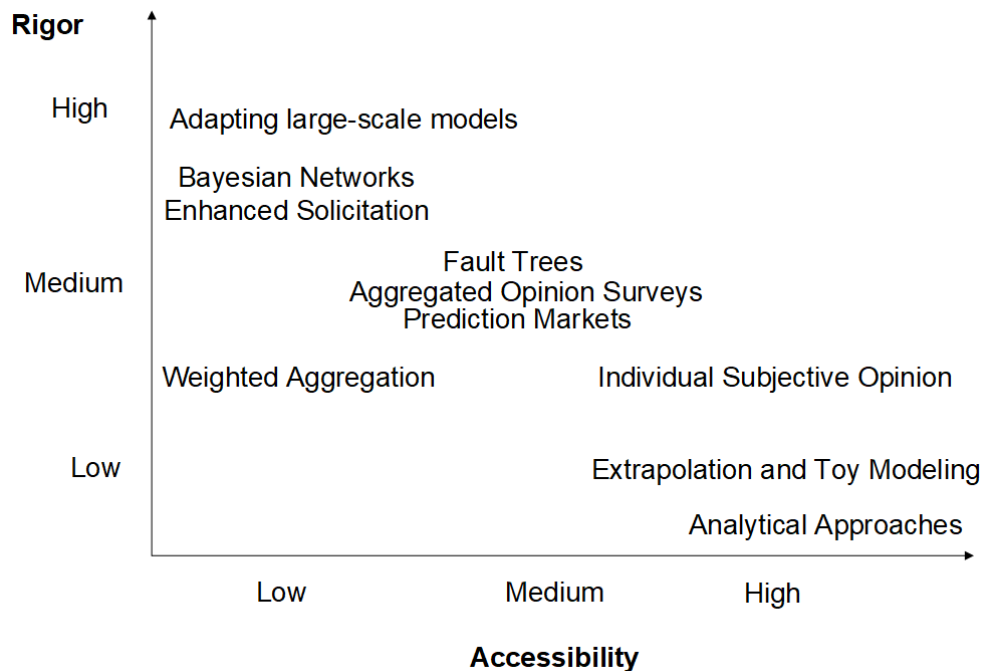 Rigor
High
Adapting large-scale models
Bayesian Networks
Enhanced Solicitation
Fault Trees
Medium
Aggregated Opinion Surveys
Prediction Markets
Weighted Aggregation
Individual Subjective Opinion
Low
Extrapolation and Toy Modeling
Analytical Approaches
Low
Medium
High
Accessibility